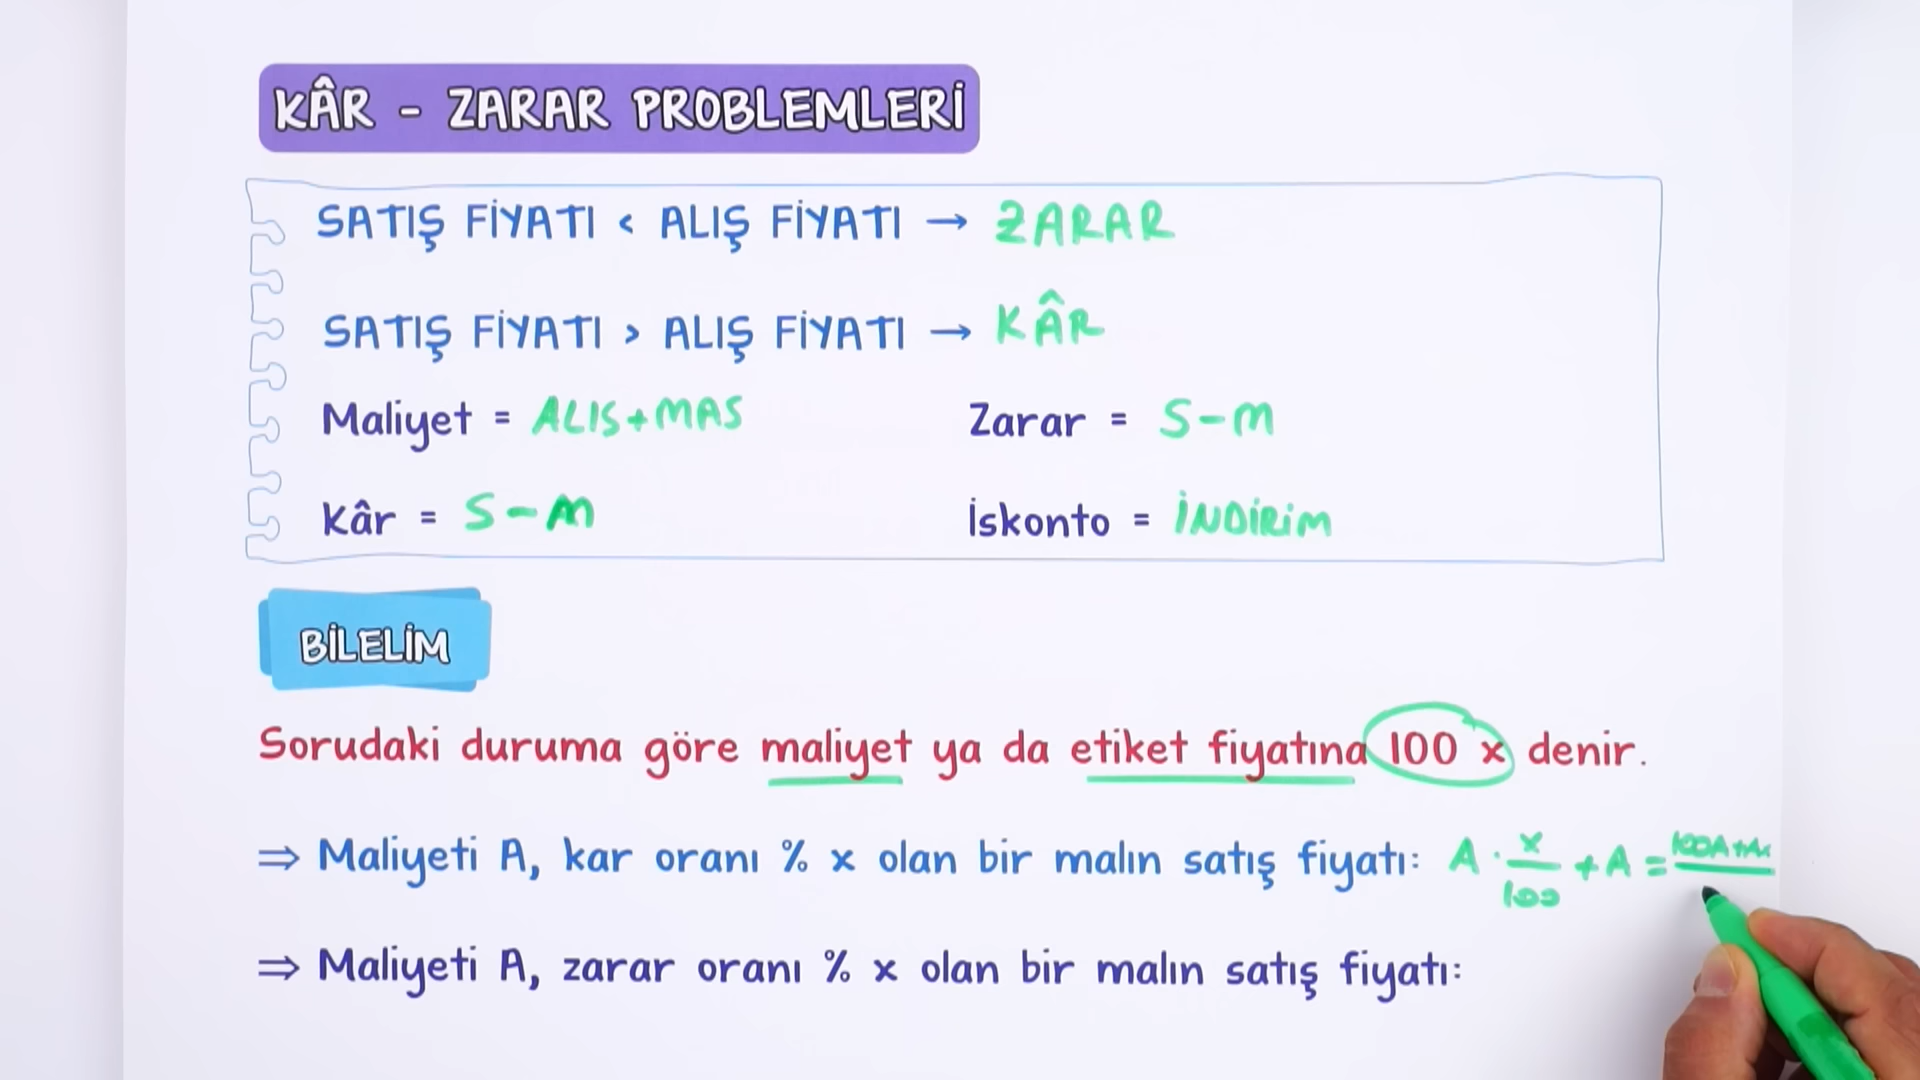 KÂR - ZARAR PROBLEMLERİ
SATIŞ FİYATI < ALIŞ FİYATI → ZARAR
SATIŞ FİYATI > ALIŞ FİYATI → KÂR
Maliyet = ALIS+MAS
Zarar = S-M
Kâr = S-M
İskonto = İNDİRİM
BİLELİM
Sorudaki duruma göre maliyet ya da etiket fiyatına 100 x denir.
⇒ Maliyeti A, kar oranı % x olan bir malın satış fiyatı: A · x/100 + A = 100A+Ax
⇒ Maliyeti A, zarar oranı % x olan bir malın satış fiyatı: